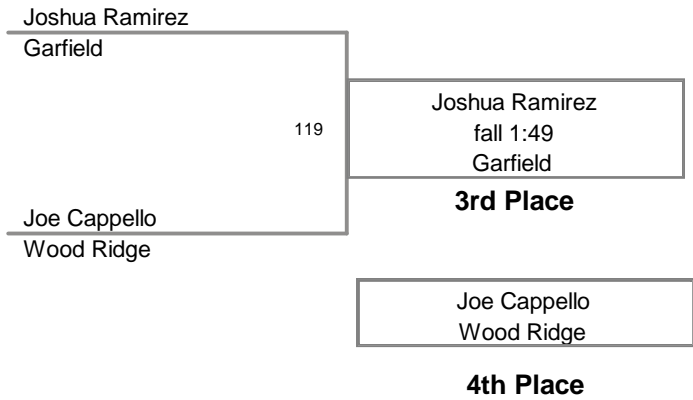 Joshua Ramirez
Garfield
119
Joshua Ramirez
fall 1:49
Garfield
3rd Place
Joe Cappello
Wood Ridge
Joe Cappello
Wood Ridge
4th Place